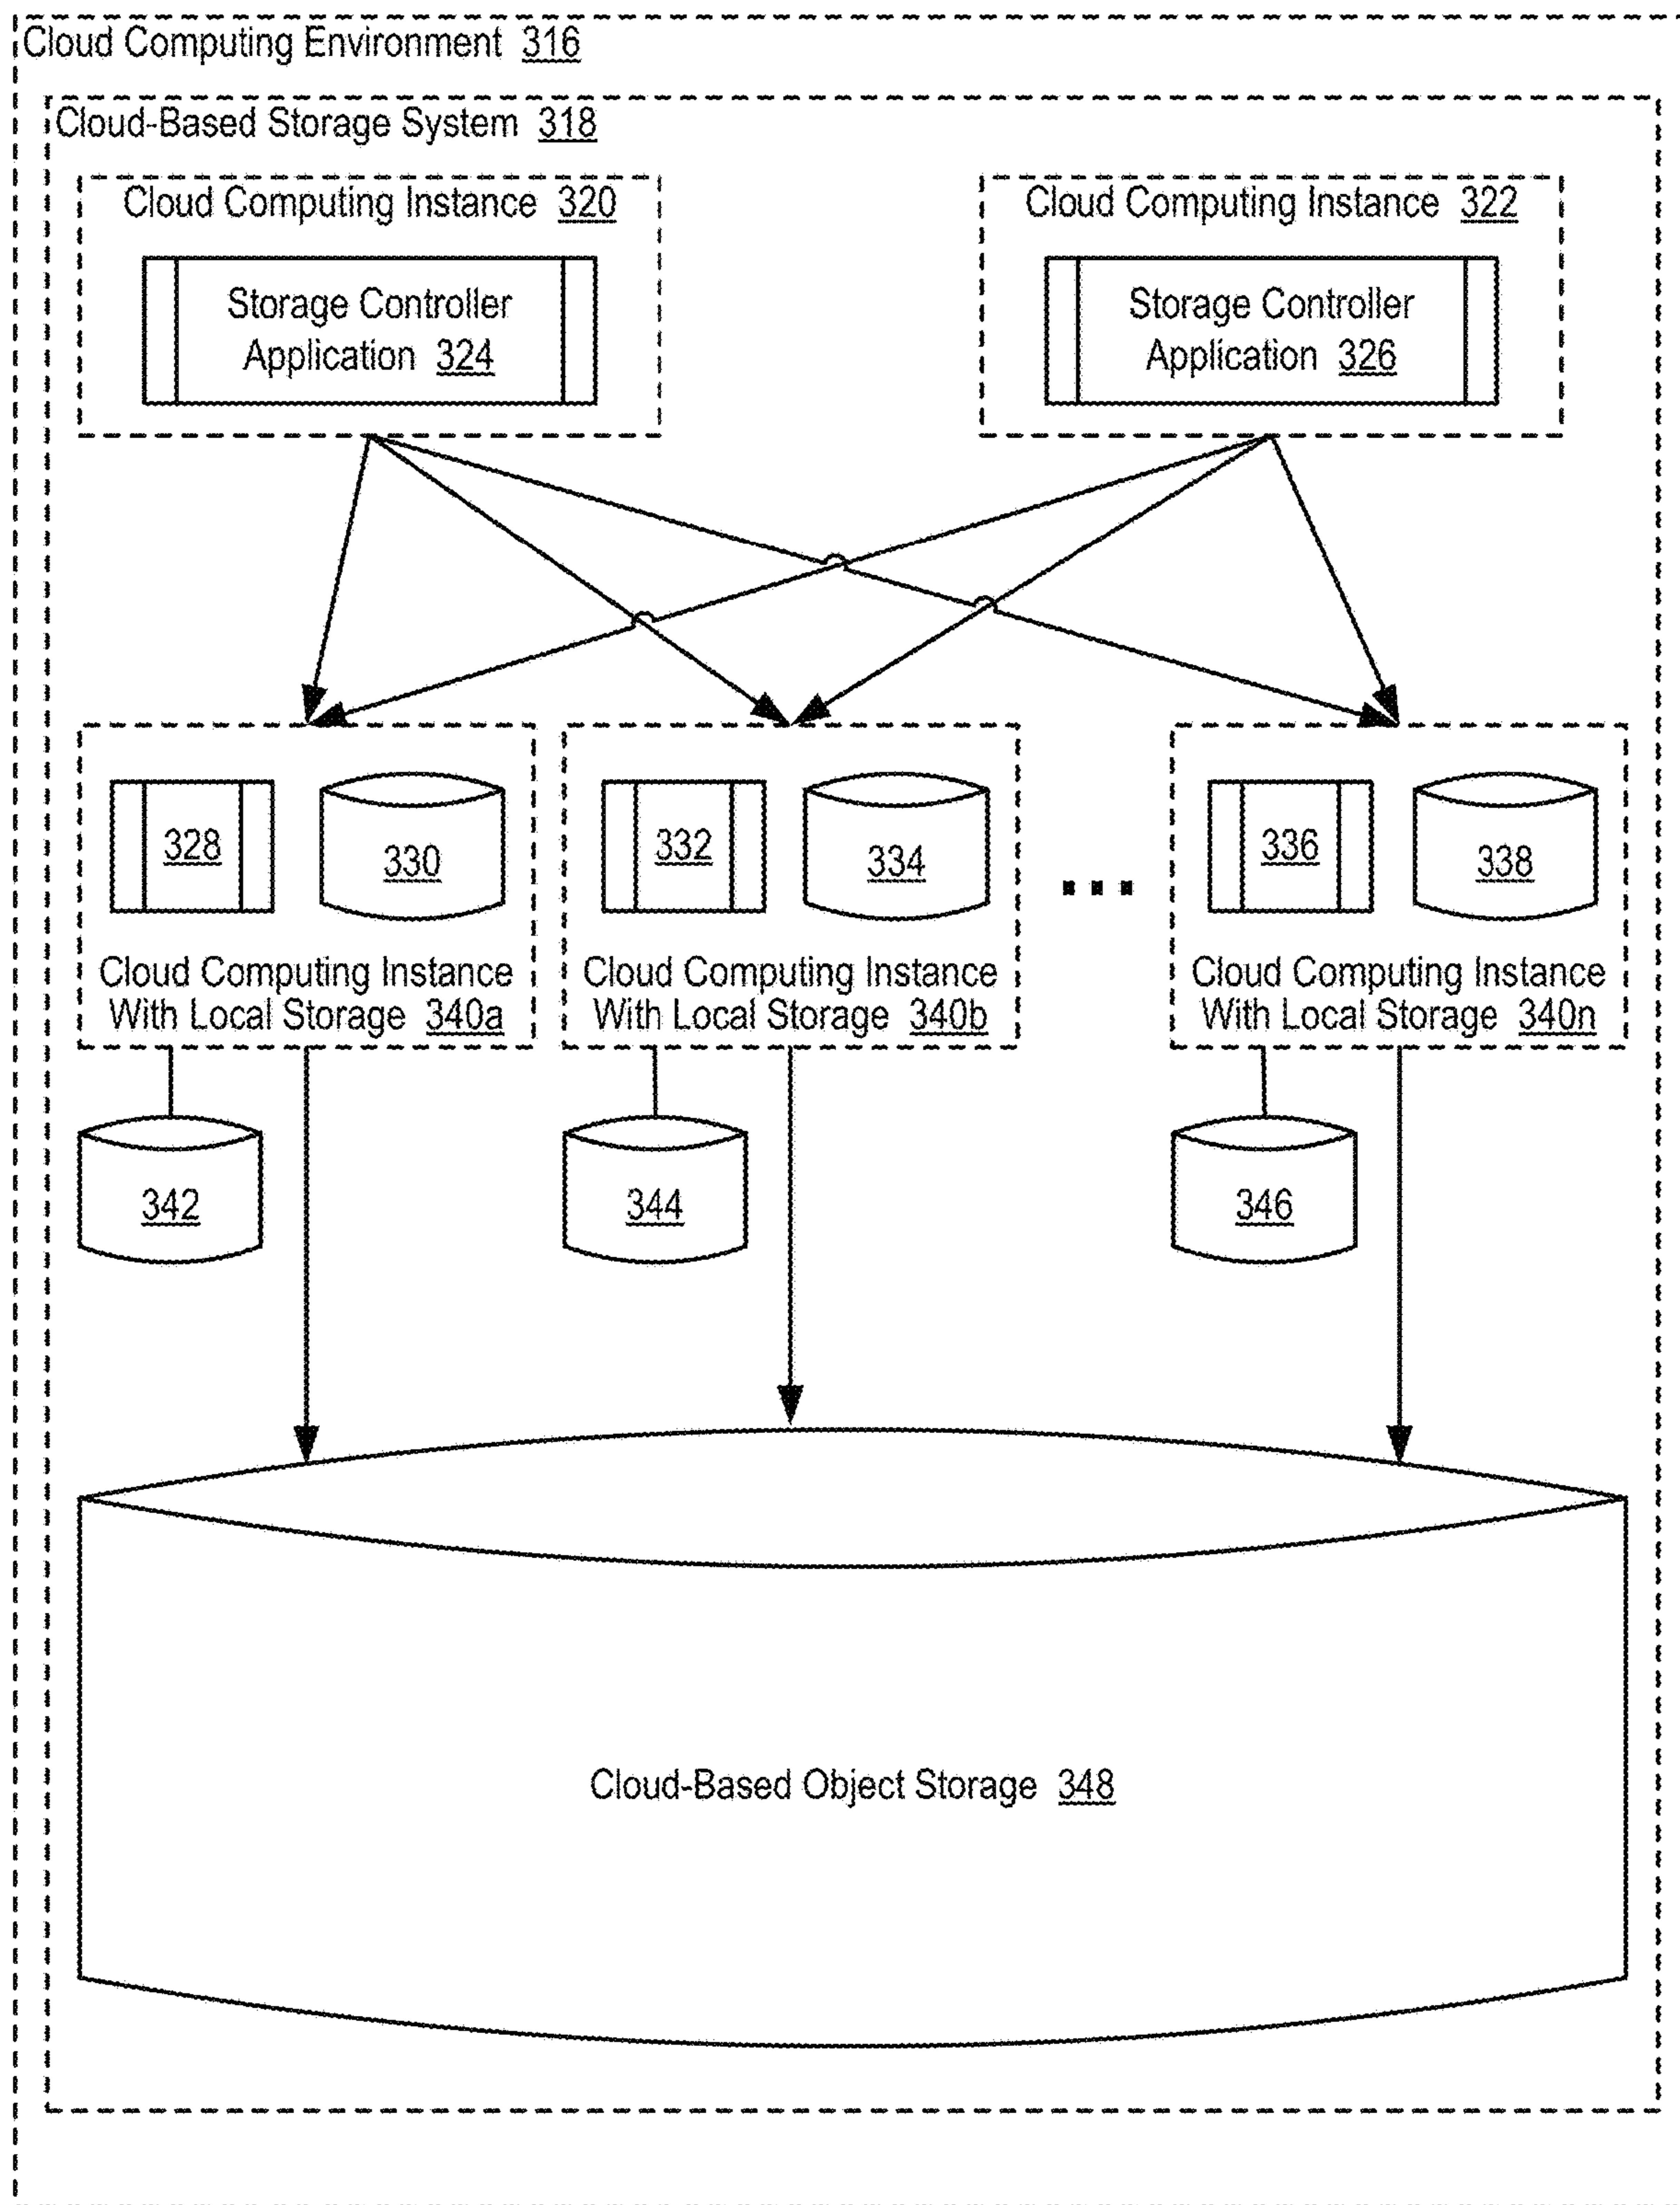 Cloud Computing Environment 316
Cloud-Based Storage System 318
Cloud Computing Instance 320
Storage Controller
Application 324
Cloud Computing Instance 322
Storage Controller
Application 326
328
330
Cloud Computing Instance
With Local Storage 340a
332
334
Cloud Computing Instance
With Local Storage 340b
...
336
338
Cloud Computing Instance
With Local Storage 340n
342
344
346
Cloud-Based Object Storage 348